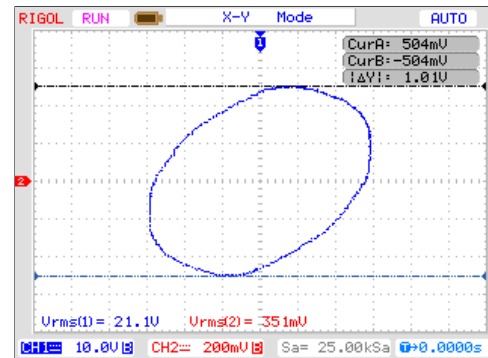 RIGOL RUN X-Y Mode AUTO
1
CurA: 504mV
CurB:-504mV
|ΔY|: 1.01V
2
Vrms(1)= 21.1V Vrms(2)= 351mV
CH1 10.0V B CH2 200mV B Sa= 25.00kSa T→0.0000s